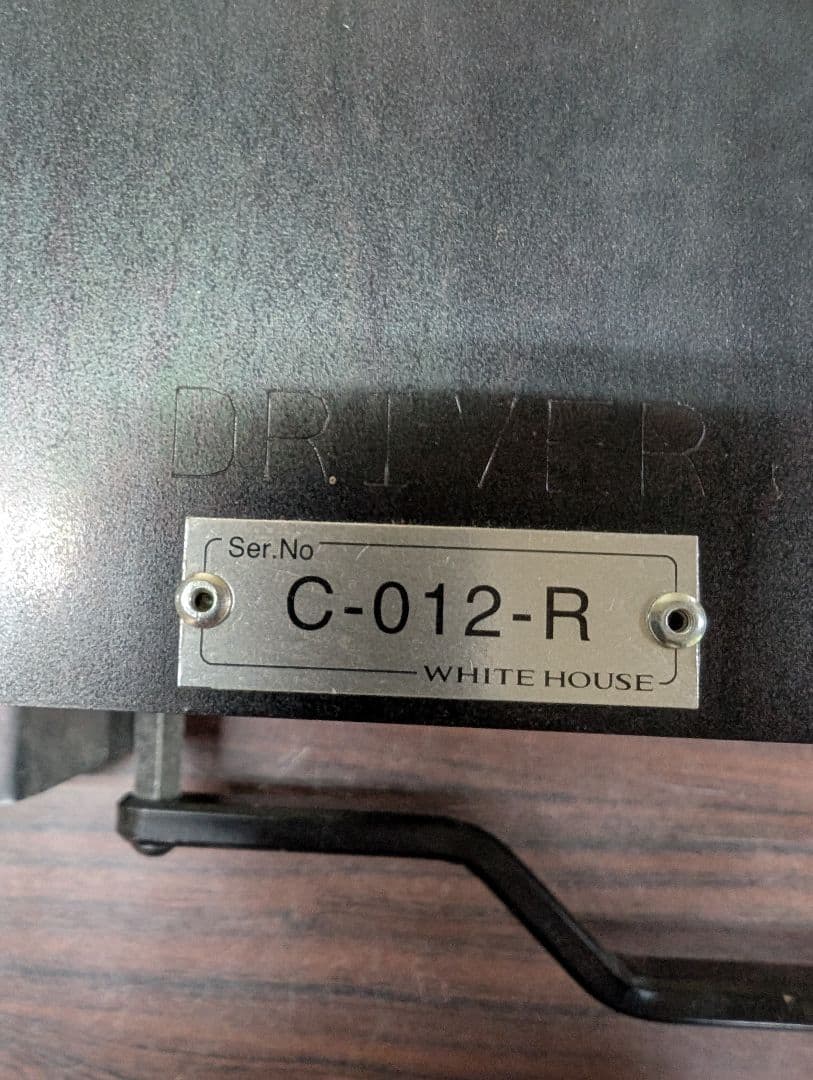 DRIVER
Ser.No
C-012-R
WHITE HOUSE